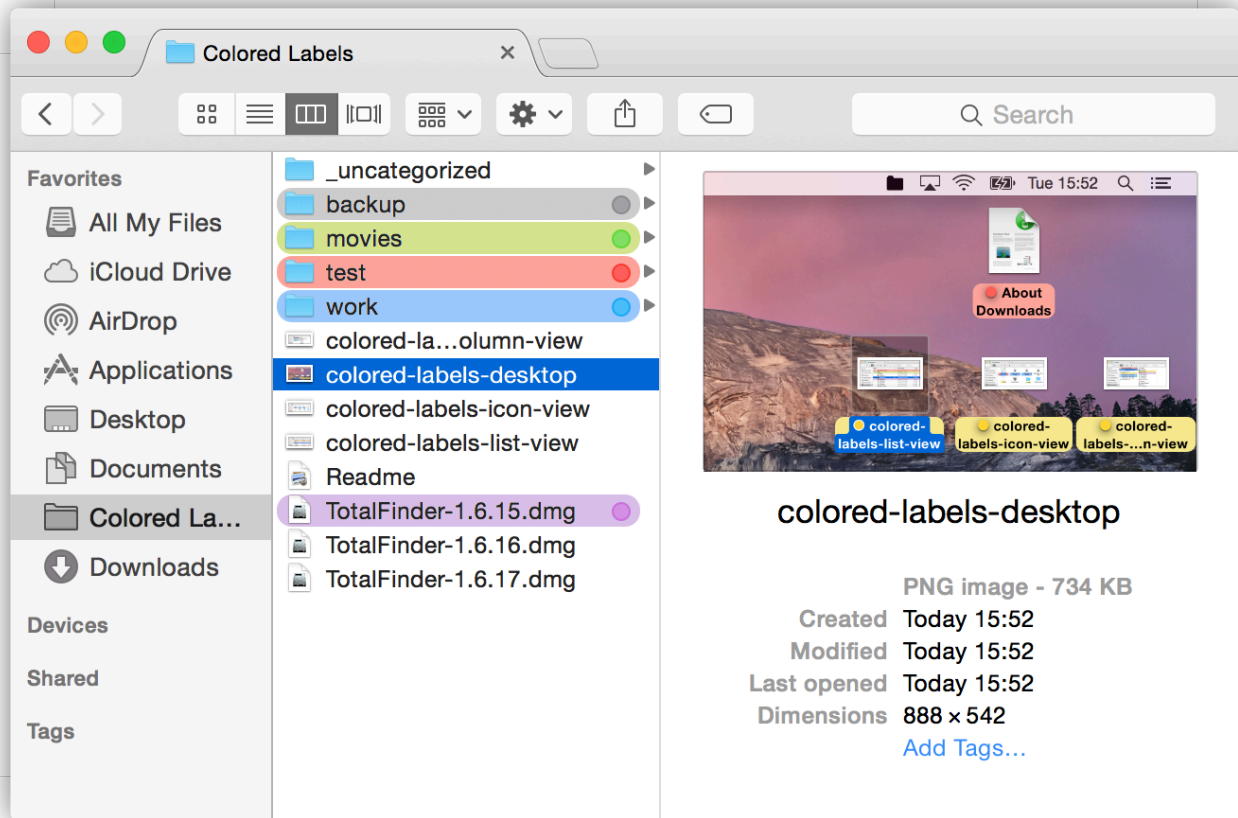 Colored Labels
Search
Favorites
All My Files
iCloud Drive
AirDrop
Applications
Desktop
Documents
Colored La...
Downloads
Devices
Shared
Tags
_uncategorized
backup
movies
test
work
colored-la...olumn-view
colored-labels-desktop
colored-labels-icon-view
colored-labels-list-view
Readme
TotalFinder-1.6.15.dmg
TotalFinder-1.6.16.dmg
TotalFinder-1.6.17.dmg
Tue 15:52
About
Downloads
colored-
labels-list-view
colored-
labels-icon-view
colored-
labels-...n-view
colored-labels-desktop
PNG image - 734 KB
Created Today 15:52
Modified Today 15:52
Last opened Today 15:52
Dimensions 888 × 542
Add Tags...